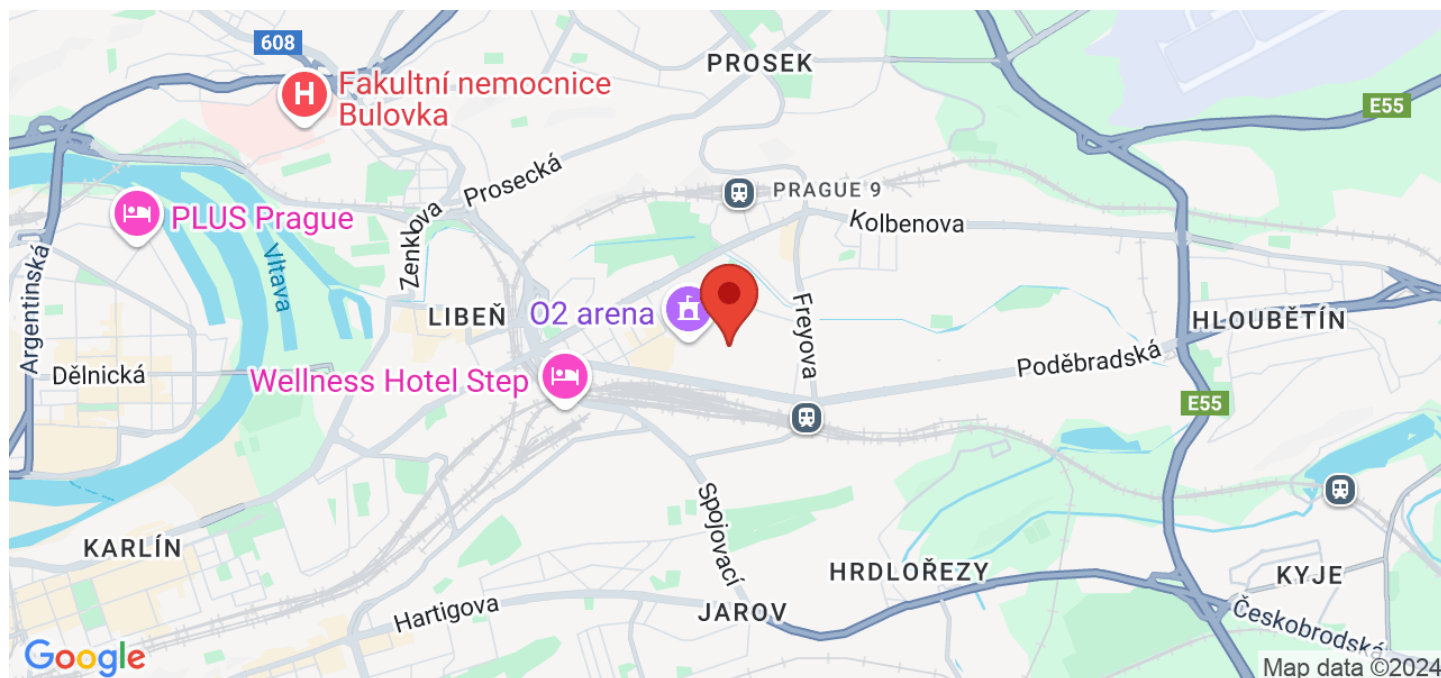 608
PROSEK
Fakultní nemocnice
Bulovka
E55
Prosecká
PRAGUE 9
PLUS Prague
Zenklova
Kolbenova
Vltava
Argentinská
LIBEŇ
O2 arena
Freyova
HLOUBĚTÍN
Poděbradská
Dělnická
Wellness Hotel Step
E55
Spojovací
KARLÍN
HRDLOŘEZY
KYJE
Hartigova
JAROV
Českobrodská
Google
Map data ©2024